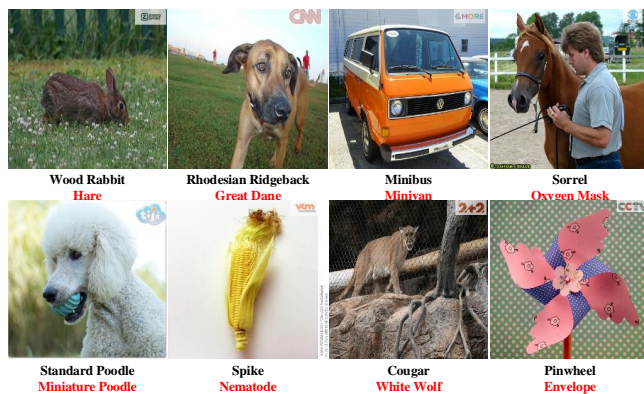 6MORE
CNN
Wood Rabbit
Hare
Rhodesian Ridgeback
Great Dane
Minibus
Minivan
Sorrel
Oxygen Mask
vtm
2+2
CCTV
Standard Poodle
Miniature Poodle
Spike
Nematode
Cougar
White Wolf
Pinwheel
Envelope